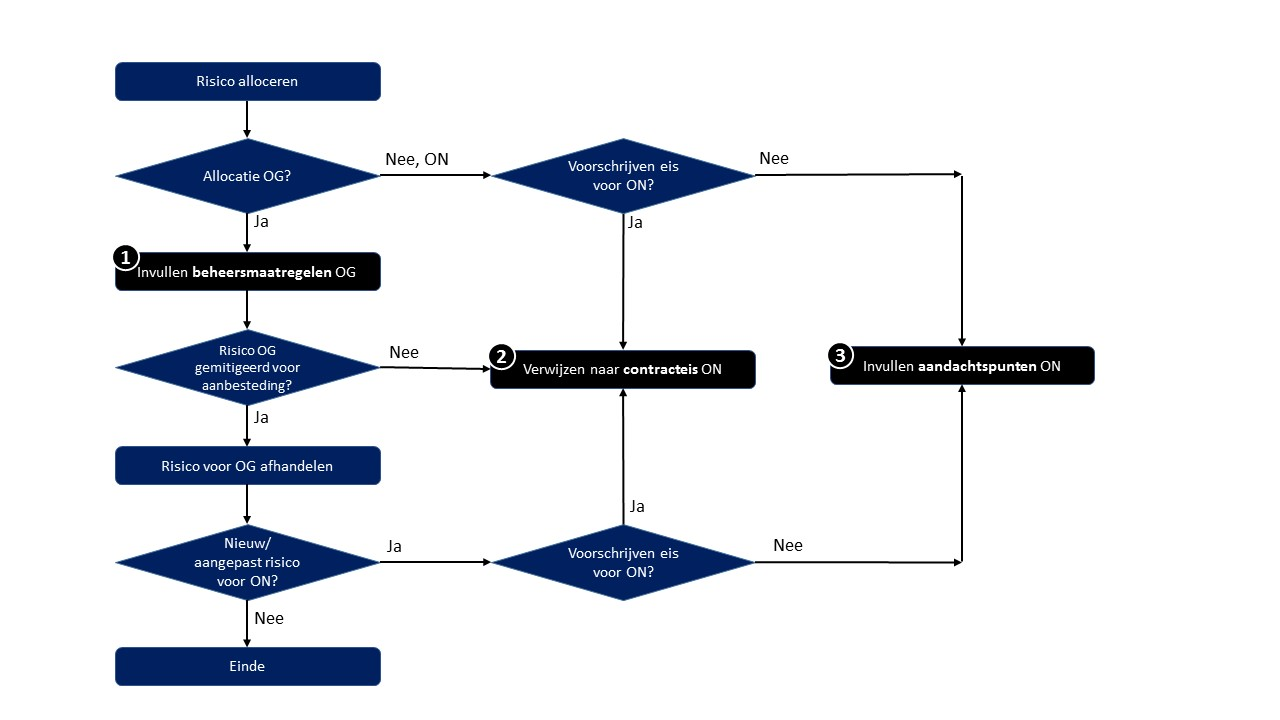 Risico alloceren
Nee, ON
Nee
Allocatie OG?
Voorschrijven eis
voor ON?
Ja
Ja
1
Invullen beheersmaatregelen OG
Risico OG
gemitigeerd voor
aanbesteding?
Nee
2
Verwijzen naar contracteis ON
3
Invullen aandachtspunten ON
Ja
Risico voor OG afhandelen
Ja
Nieuw/
aangepast risico
voor ON?
Ja
Voorschrijven eis
voor ON?
Nee
Nee
Einde